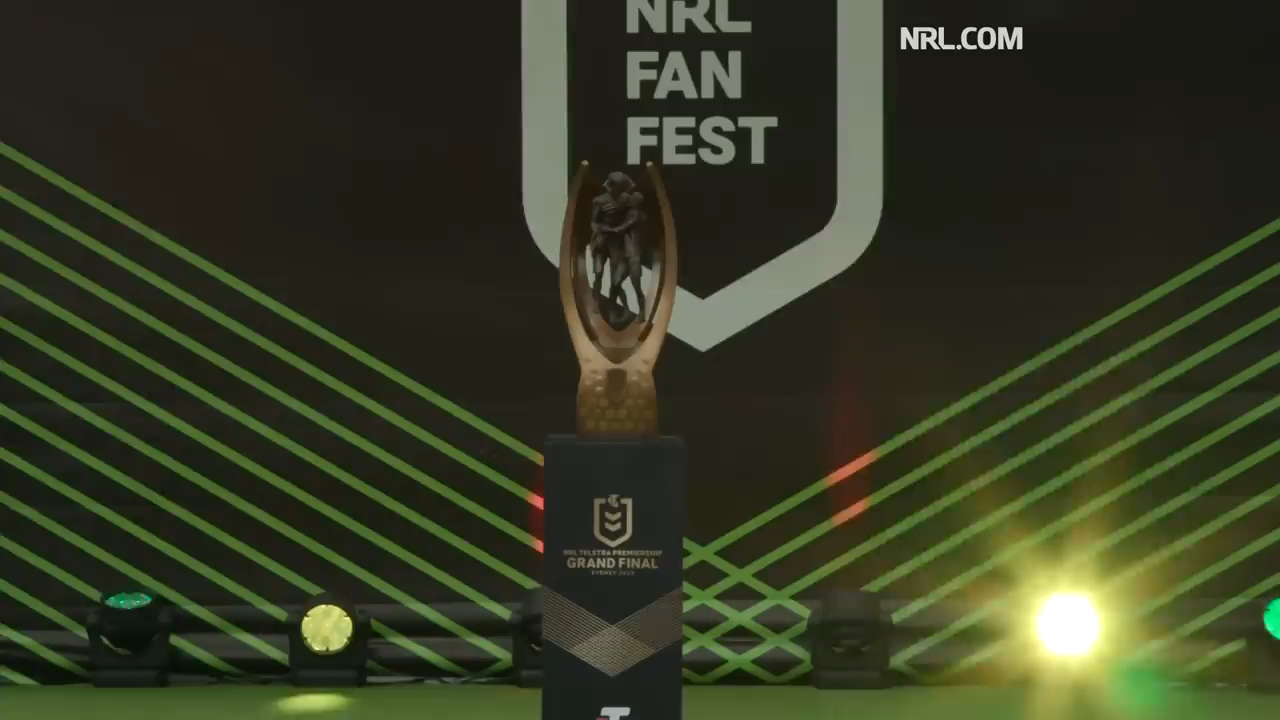 NRL
FAN
FEST
NRL.COM
NRL TELSTRA PREMIERSHIP
GRAND FINAL